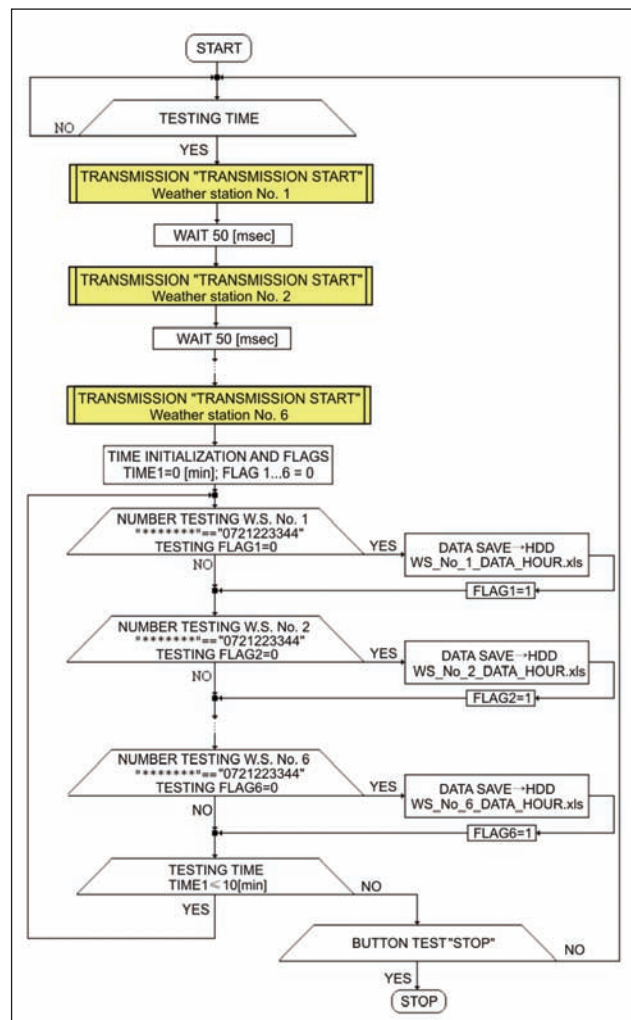 START
TESTING TIME
NO
YES
TRANSMISSION "TRANSMISSION START"
Weather station No. 1
WAIT 50 [msec]
TRANSMISSION "TRANSMISSION START"
Weather station No. 2
WAIT 50 [msec]
TRANSMISSION "TRANSMISSION START"
Weather station No. 6
TIME INITIALIZATION AND FLAGS
TIME1=0 [min]; FLAG 1...6 = 0
NUMBER TESTING W.S. No. 1
"*******"=="0721223344"
TESTING FLAG1=0
YES
DATA SAVE→HDD
WS_No_1_DATA_HOUR.xls
NO
FLAG1=1
NUMBER TESTING W.S. No. 2
"*******"=="0721223344"
TESTING FLAG2=0
YES
DATA SAVE→HDD
WS_No_2_DATA_HOUR.xls
NO
FLAG2=1
NUMBER TESTING W.S. No. 6
"*******"=="0721223344"
TESTING FLAG6=0
YES
DATA SAVE→HDD
WS_No_6_DATA_HOUR.xls
NO
FLAG6=1
TESTING TIME
TIME1≤10[min]
NO
YES
BUTTON TEST"STOP"
NO
YES
STOP